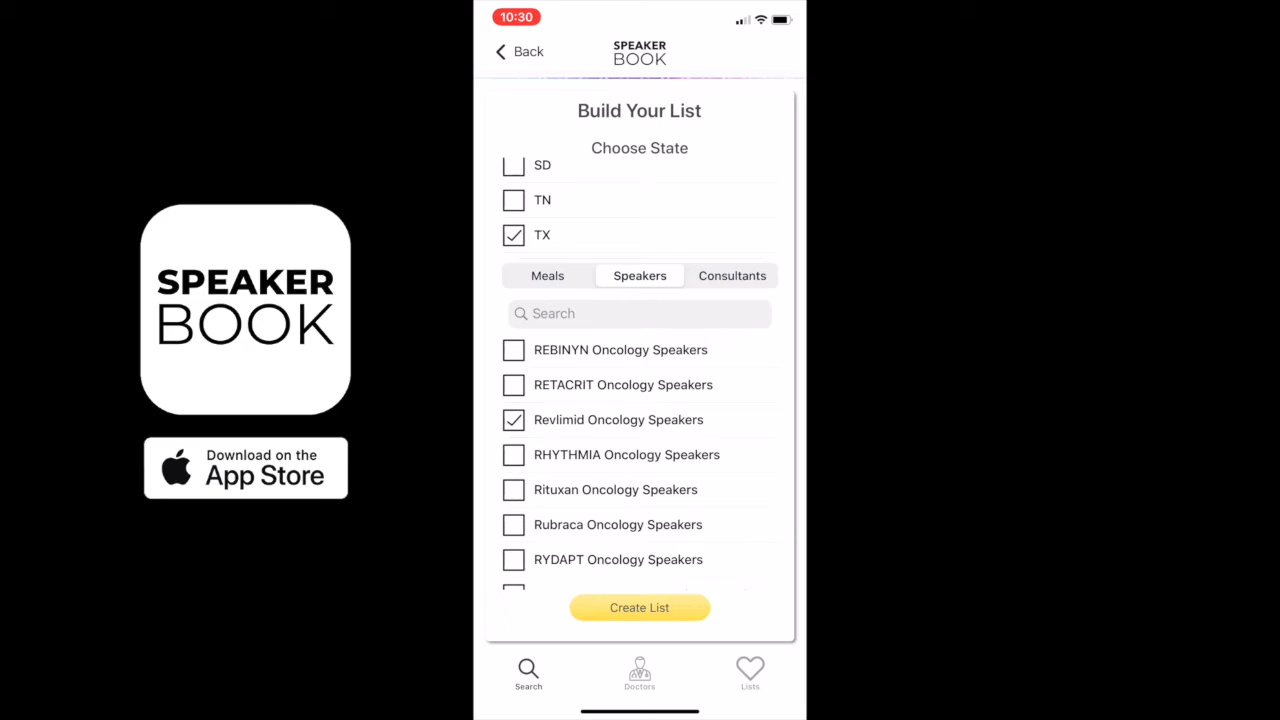 SPEAKER
BOOK
Download on the
App Store
10:30
Back
SPEAKER
BOOK
Build Your List
Choose State
SD
TN
TX
Meals Speakers Consultants
Search
REBINYN Oncology Speakers
RETACRIT Oncology Speakers
Revlimid Oncology Speakers
RHYTHMIA Oncology Speakers
Rituxan Oncology Speakers
Rubraca Oncology Speakers
RYDAPT Oncology Speakers
Create List
Search Doctors Lists